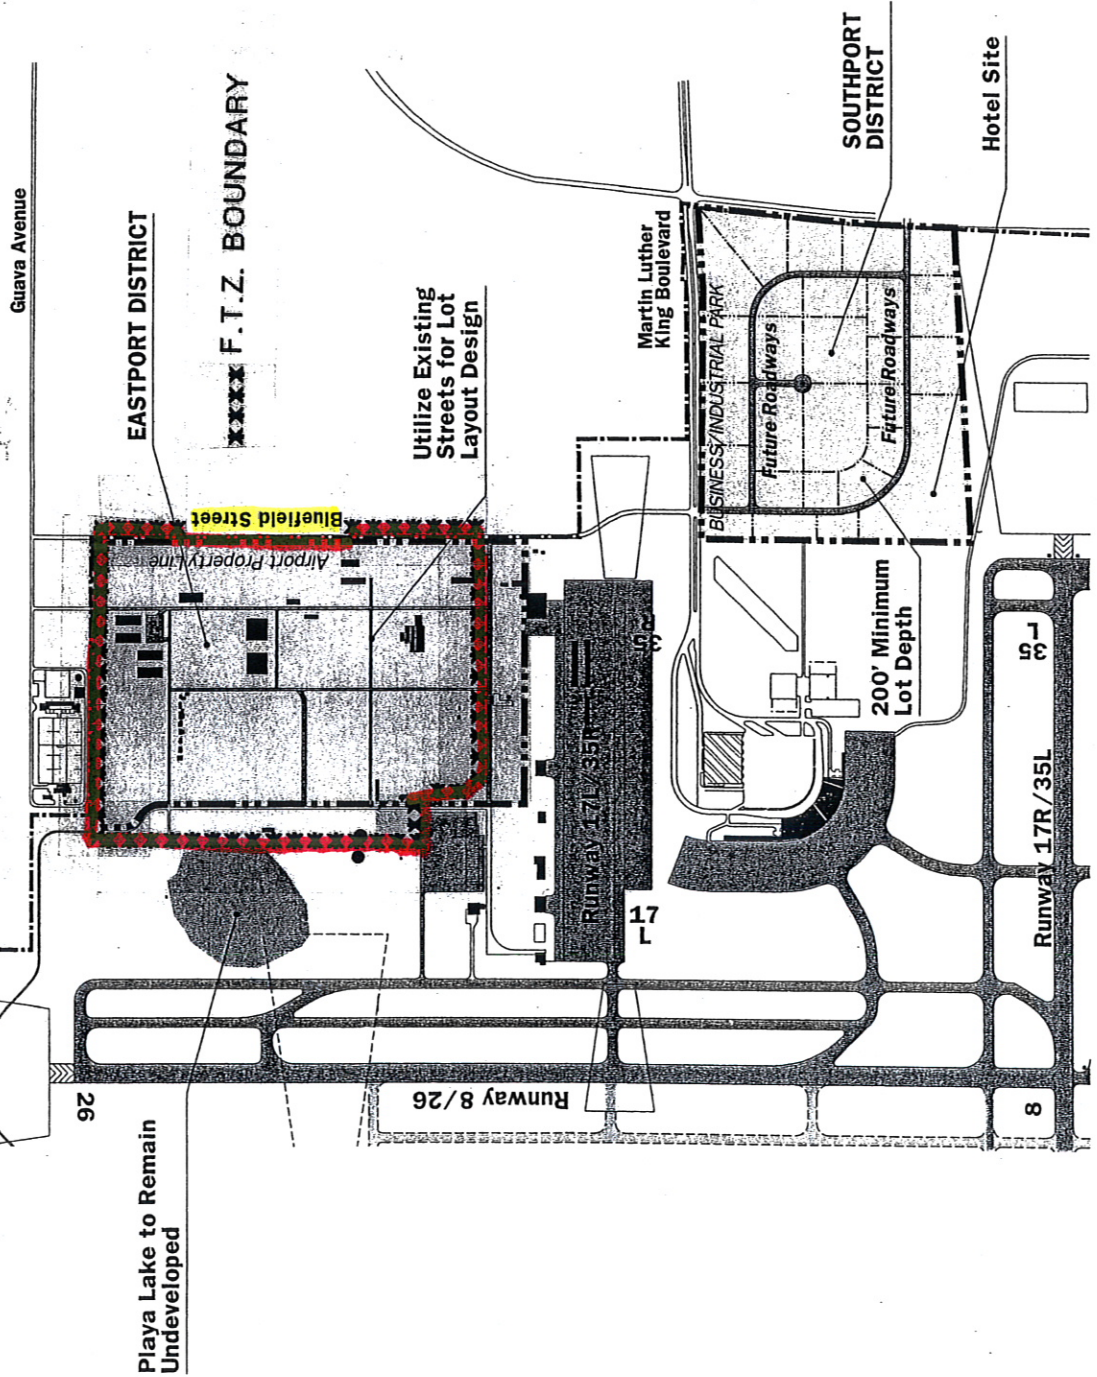 Guava Avenue
EASTPORT DISTRICT
XXXX F.T.Z. BOUNDARY
Utilize Existing
Streets for Lot
Layout Design
Bluefield Street
Airport Property Line
Martin Luther
King Boulevard
SOUTHPORT
DISTRICT
Hotel Site
BUSINESS/INDUSTRIAL PARK
Future Roadways
Future Roadways
200' Minimum
Lot Depth
35
R
Runway 17L/35R
17
L
35
L
Runway 17R/35L
Runway 8/26
26
8
Playa Lake to Remain
Undeveloped